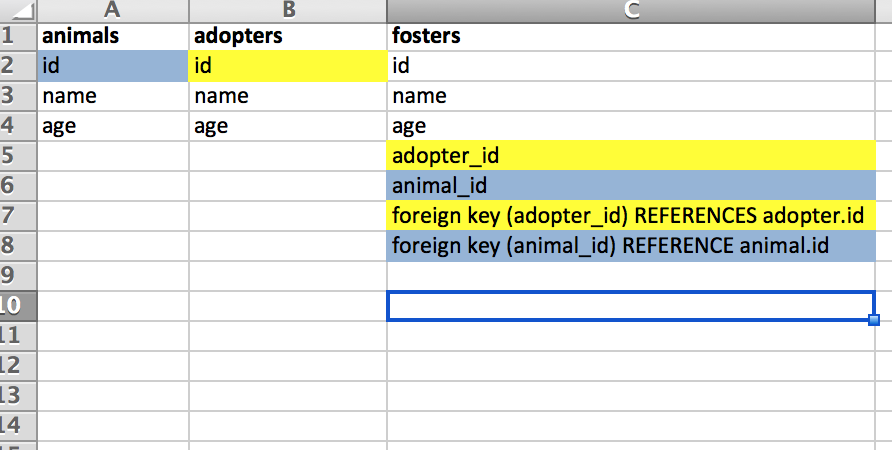 A B C
1 animals adopters fosters
2 id id id
3 name name name
4 age age age
5 adopter_id
6 animal_id
7 foreign key (adopter_id) REFERENCES adopter.id
8 foreign key (animal_id) REFERENCE animal.id
9
10
11
12
13
14